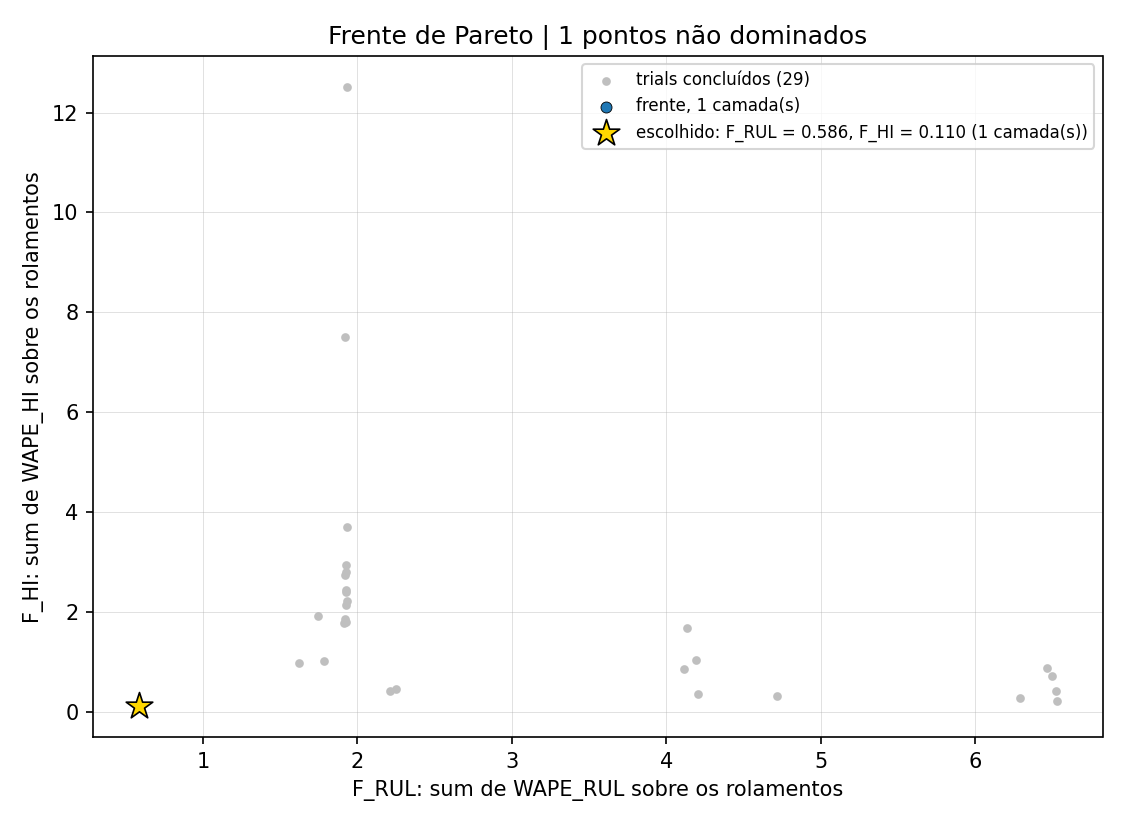 Frente de Pareto | 1 pontos não dominados
trials concluídos (29)
frente, 1 camada(s)
escolhido: F_RUL = 0.586, F_HI = 0.110 (1 camada(s))
F_HI: sum de WAPE_HI sobre os rolamentos
12
10
8
6
4
2
0
1 2 3 4 5 6
F_RUL: sum de WAPE_RUL sobre os rolamentos